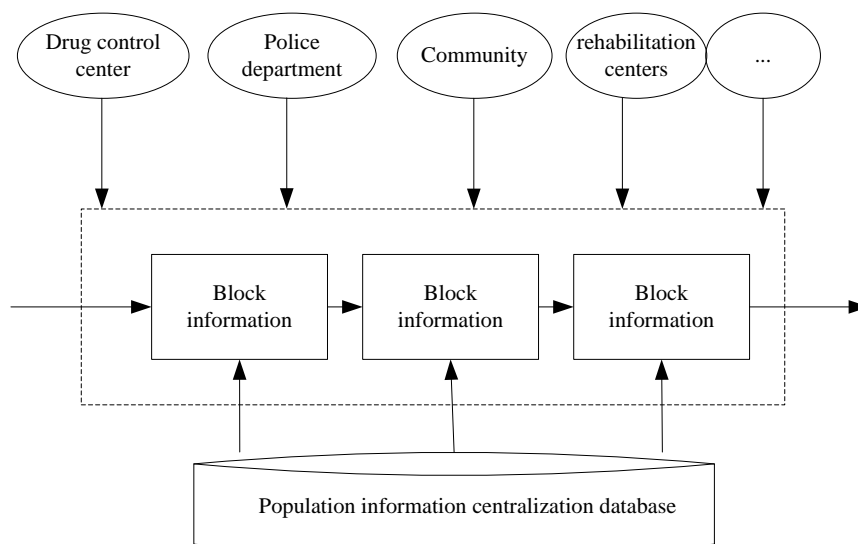 Drug control
center
Police
department
Community
rehabilitation
centers
...
Block
information
Block
information
Block
information
Population information centralization database